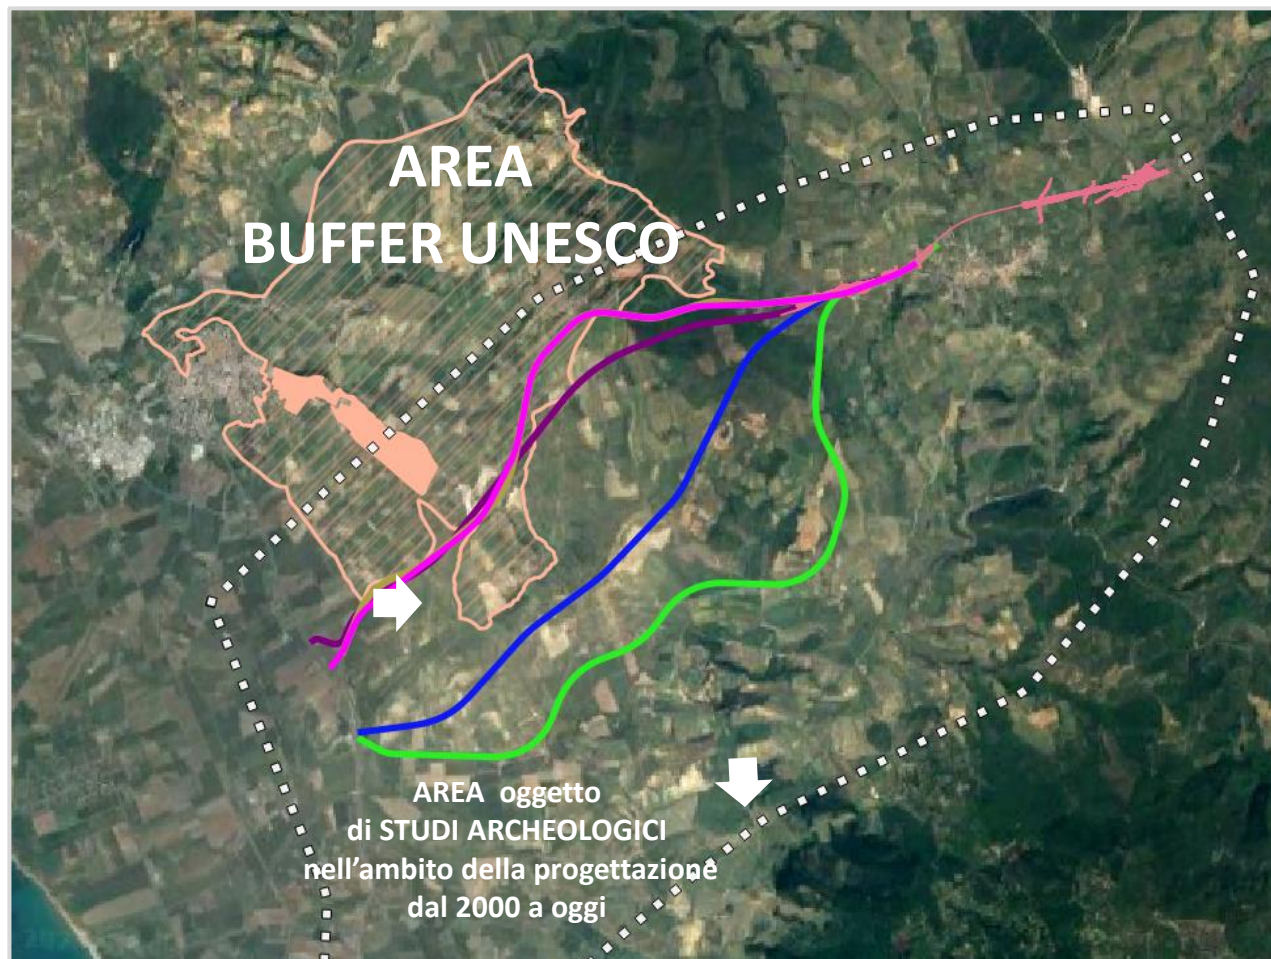 AREA
BUFFER UNESCO
AREA oggetto
di STUDI ARCHEOLOGICI
nell'ambito della progettazione
dal 2000 a oggi